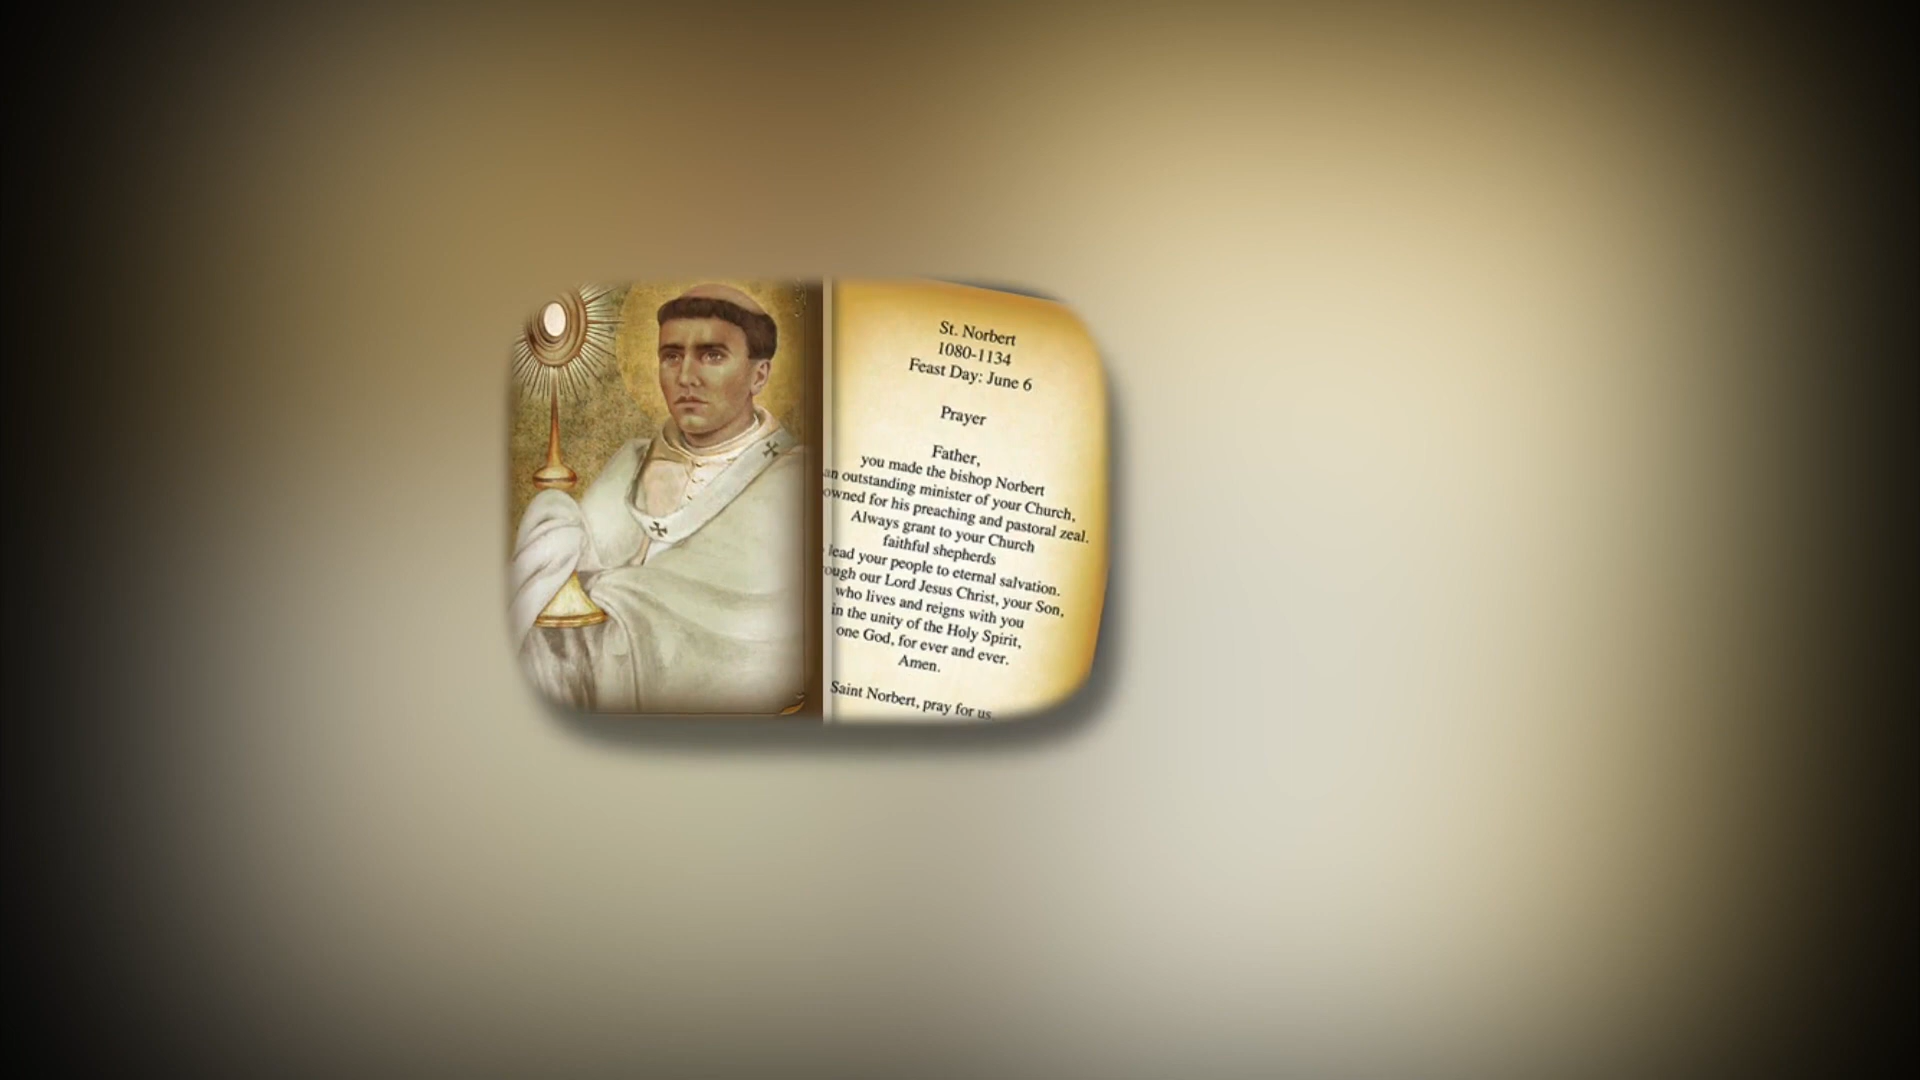 St. Norbert
1080-1134
Feast Day: June 6
Prayer
Father,
you made the bishop Norbert
an outstanding minister of your Church,
owned for his preaching and pastoral zeal.
Always grant to your Church
faithful shepherds
lead your people to eternal salvation.
ough our Lord Jesus Christ, your Son,
who lives and reigns with you
in the unity of the Holy Spirit,
one God, for ever and ever.
Amen.
Saint Norbert, pray for us.